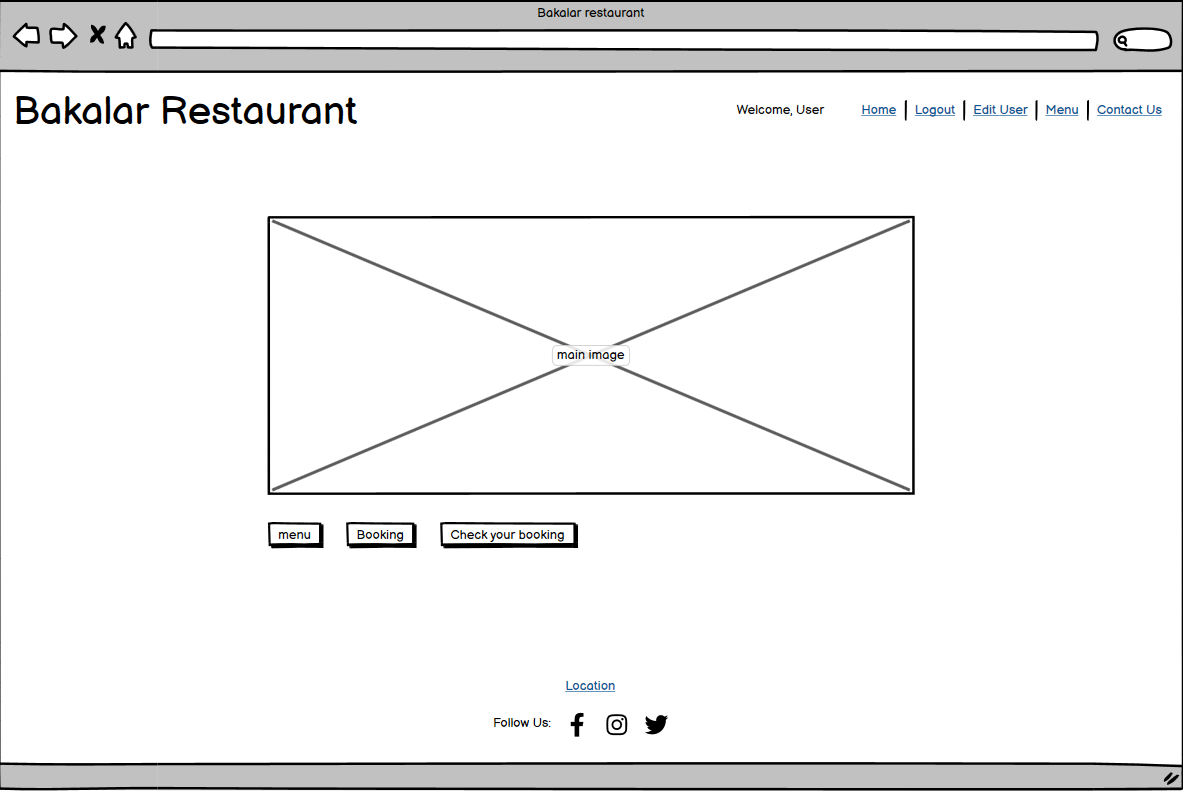 Bakalar restaurant
Bakalar Restaurant
Welcome, User
Home Logout Edit User Menu Contact Us
main image
menu
Booking
Check your booking
Location
Follow Us: